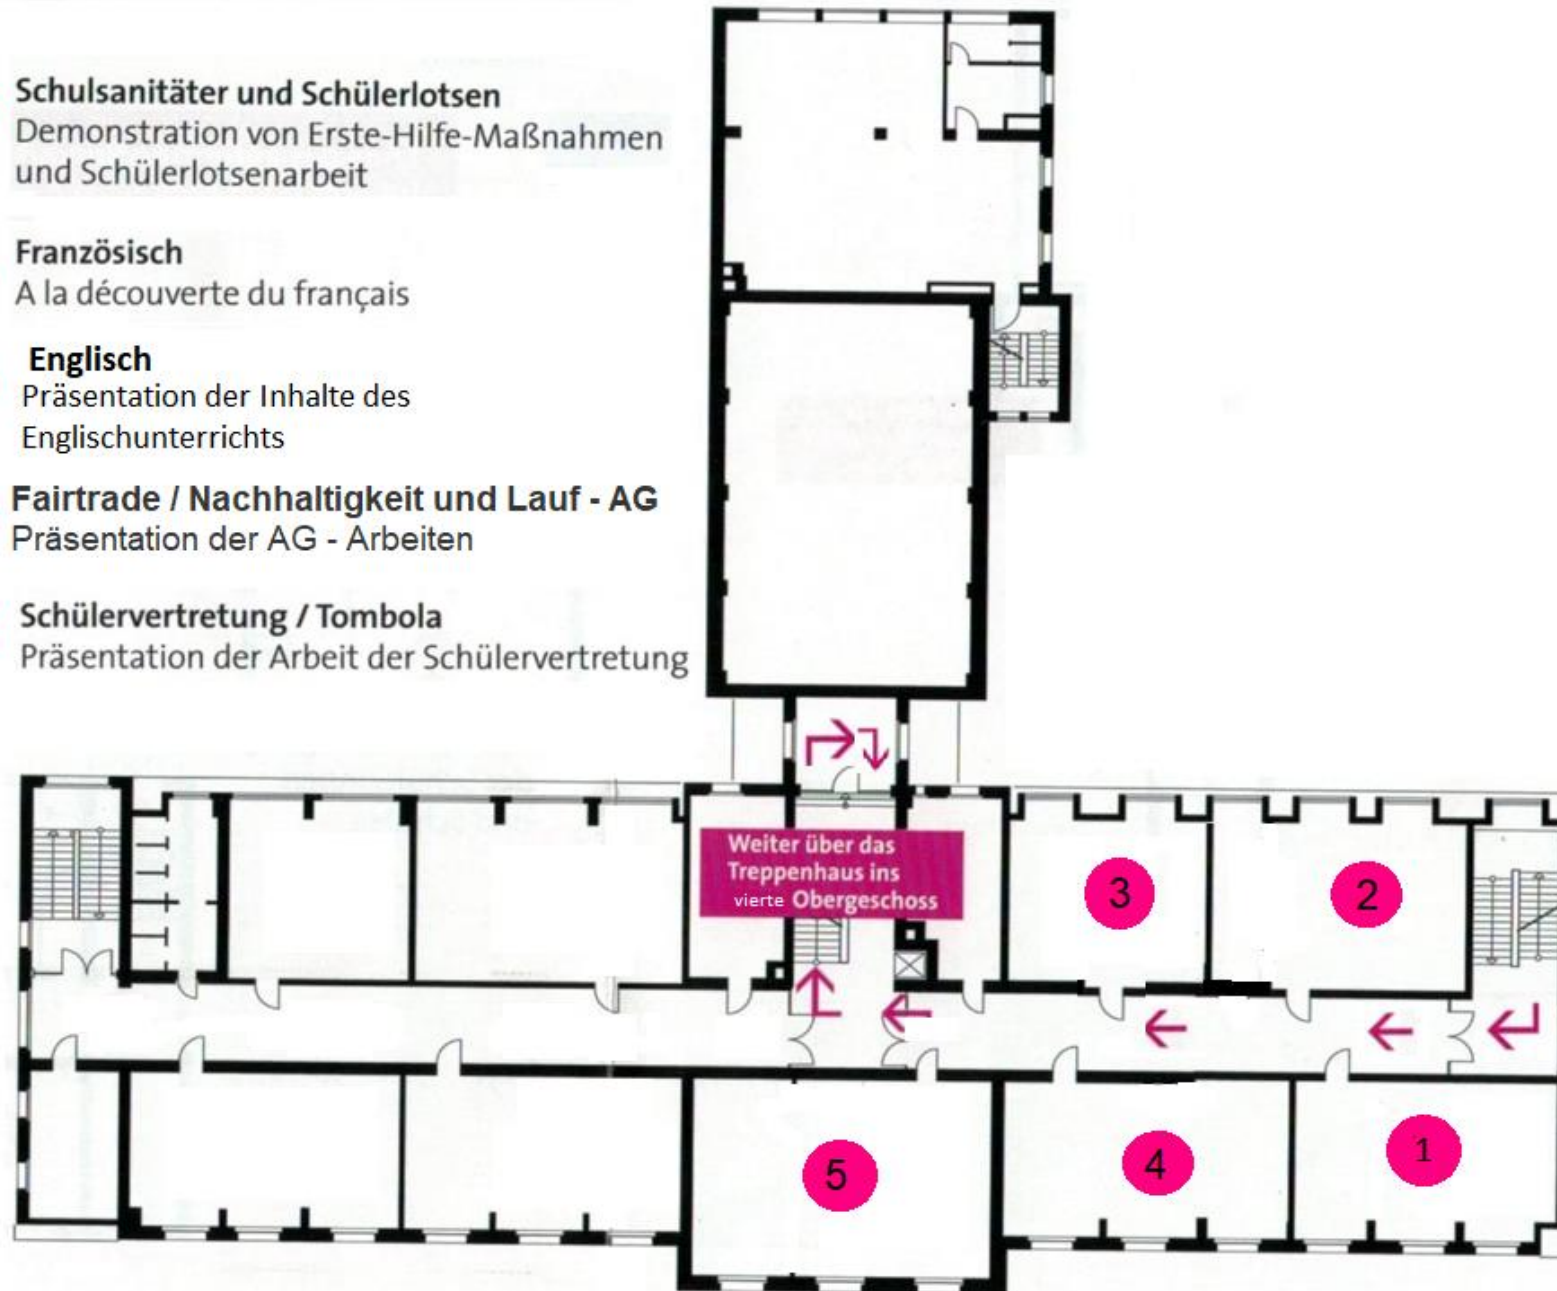 Schulsanitäter und Schülerlotsen
Demonstration von Erste-Hilfe-Maßnahmen
und Schülerlotsenarbeit
Französisch
A la découverte du français
Englisch
Präsentation der Inhalte des
Englischunterrichts
Fairtrade / Nachhaltigkeit und Lauf - AG
Präsentation der AG - Arbeiten
Schülervertretung / Tombola
Präsentation der Arbeit der Schülervertretung
Weiter über das
Treppenhaus ins
vierte Obergeschoss
3
2
5
4
1